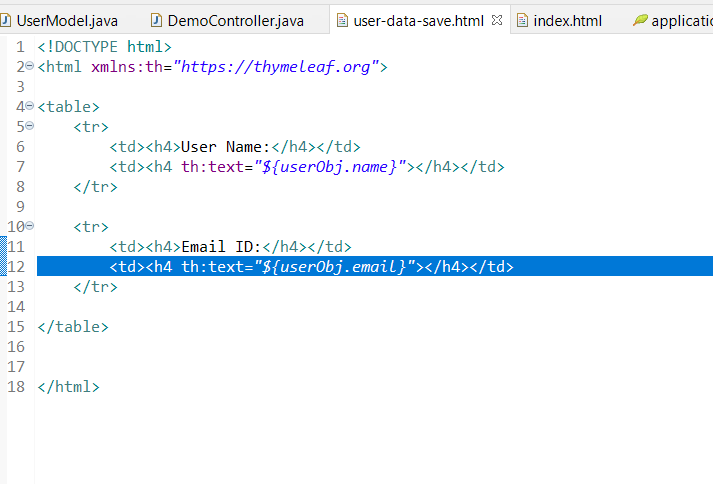 UserModel.java DemoController.java user-data-save.html index.html applicatio
1 <!DOCTYPE html>
2 <html xmlns:th="https://thymeleaf.org">
3
4 <table>
5 <tr>
6 <td><h4>User Name:</h4></td>
7 <td><h4 th:text="${userObj.name}"></h4></td>
8 </tr>
9
10 <tr>
11 <td><h4>Email ID:</h4></td>
12 <td><h4 th:text="${userObj.email}"></h4></td>
13 </tr>
14
15 </table>
16
17
18 </html>